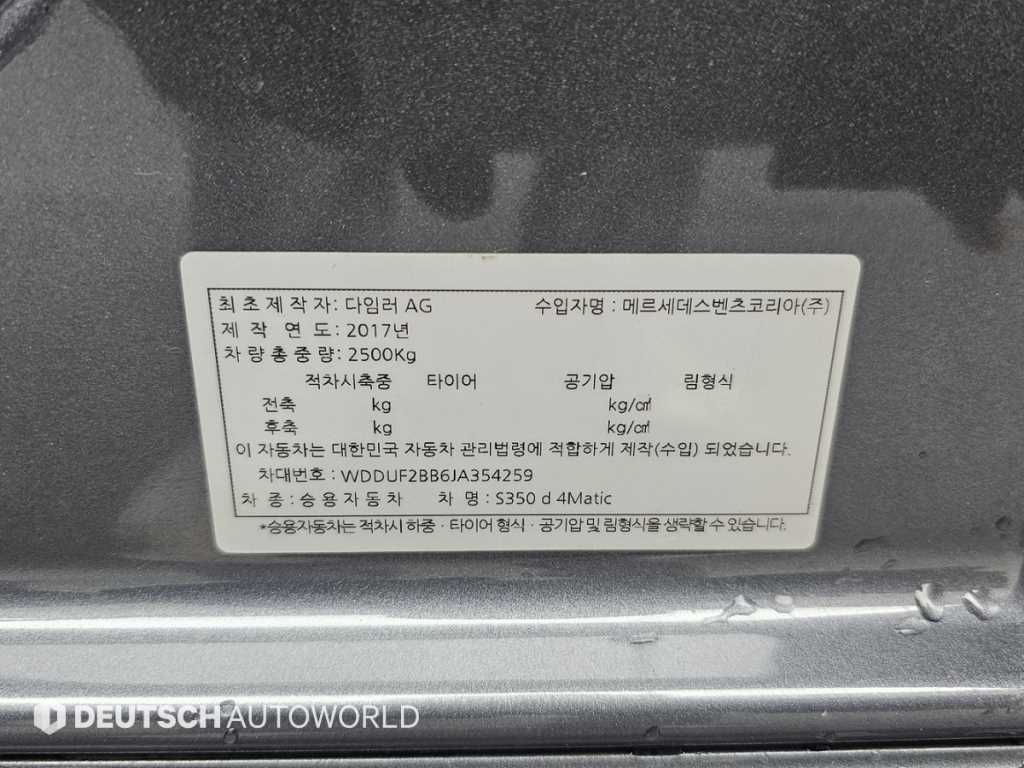 최초제작자: 다임러 AG 수입자명 : 메르세데스벤츠코리아(주)
제 작 연 도: 2017년
차량총중량: 2500Kg
적차시축중 타이어 공기압 림형식
전축 kg kg/㎠
후축 kg kg/㎠
이 자동차는 대한민국 자동차 관리법령에 적합하게 제작(수입) 되었습니다.
차대번호 : WDDUF2BB6JA354259
차 종 : 승용자동차 차 명 : S350 d 4Matic
*승용자동차는 적차시 하중 · 타이어 형식 · 공기압 및 림형식을 생략할 수 있습니다.
DEUTSCH AUTOWORLD